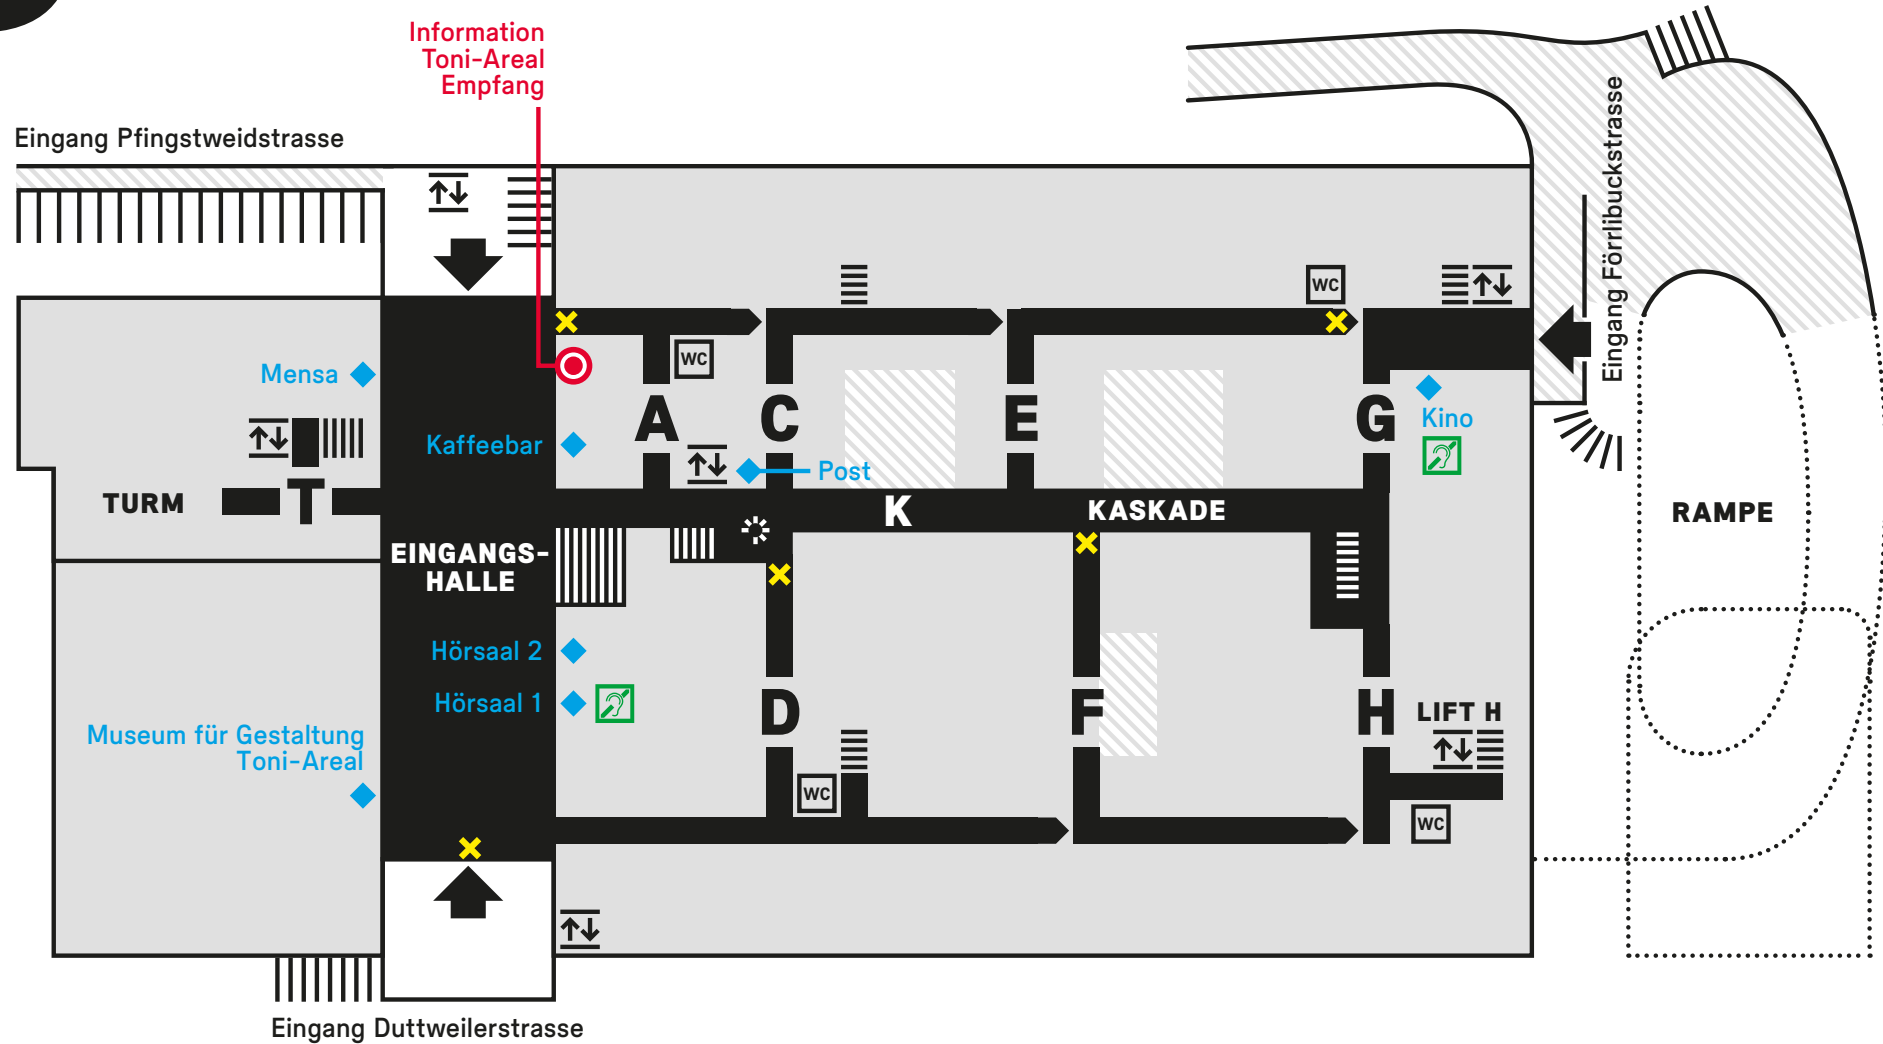 Information
Toni-Areal
Empfang
Eingang Pfingstweidstrasse
Eingang Förrlibuckstrasse
WC
WC
Mensa
Kaffeebar
A
C
E
G
Kino
Post
TURM
T
K
KASKADE
RAMPE
EINGANGS-
HALLE
Hörsaal 2
Hörsaal 1
D
F
H
LIFT H
Museum für Gestaltung
Toni-Areal
WC
WC
Eingang Duttweilerstrasse